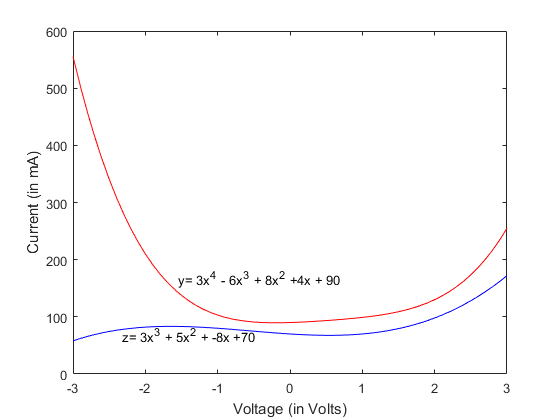 600
500
400
300
200
100
0
Current (in mA)
y= 3x⁴ - 6x³ + 8x² +4x + 90
z= 3x³ + 5x² + -8x +70
-3 -2 -1 0 1 2 3
Voltage (in Volts)